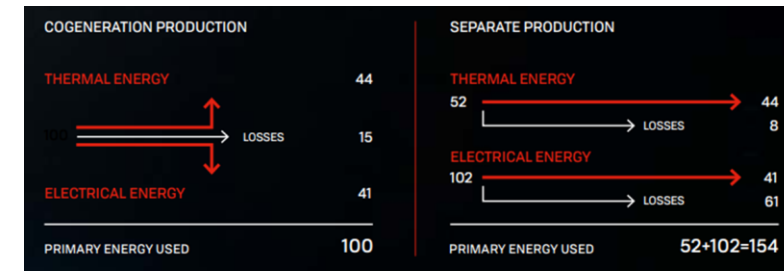 COGENERATION PRODUCTION
THERMAL ENERGY 44
100 LOSSES 15
ELECTRICAL ENERGY 41
PRIMARY ENERGY USED 100
SEPARATE PRODUCTION
THERMAL ENERGY
52 44
LOSSES 8
ELECTRICAL ENERGY
102 41
LOSSES 61
PRIMARY ENERGY USED 52+102=154